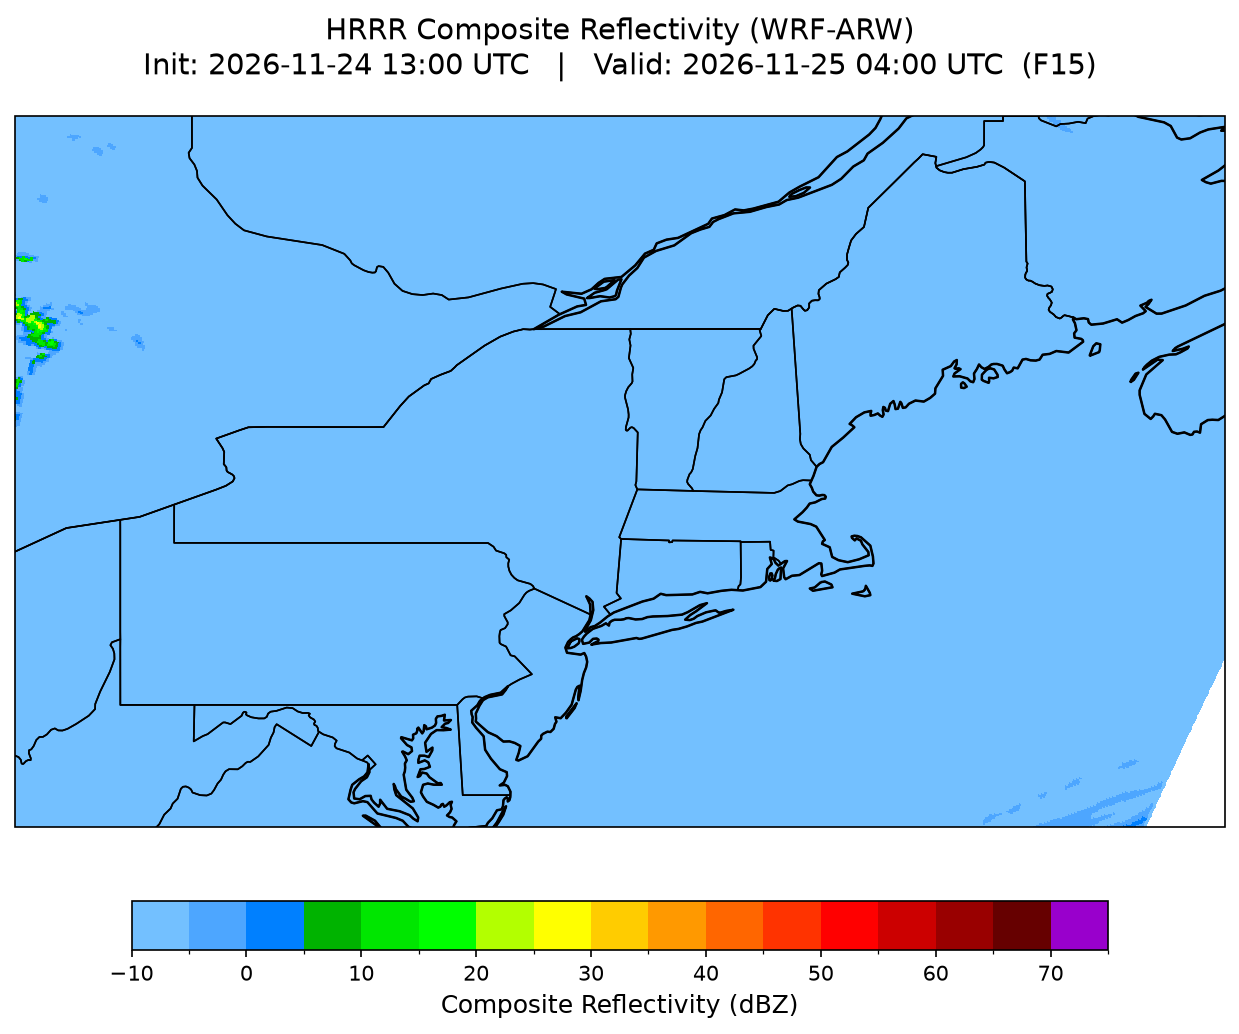 HRRR Composite Reflectivity (WRF-ARW)
Init: 2026-11-24 13:00 UTC   |   Valid: 2026-11-25 04:00 UTC  (F15)
−10 0 10 20 30 40 50 60 70
Composite Reflectivity (dBZ)